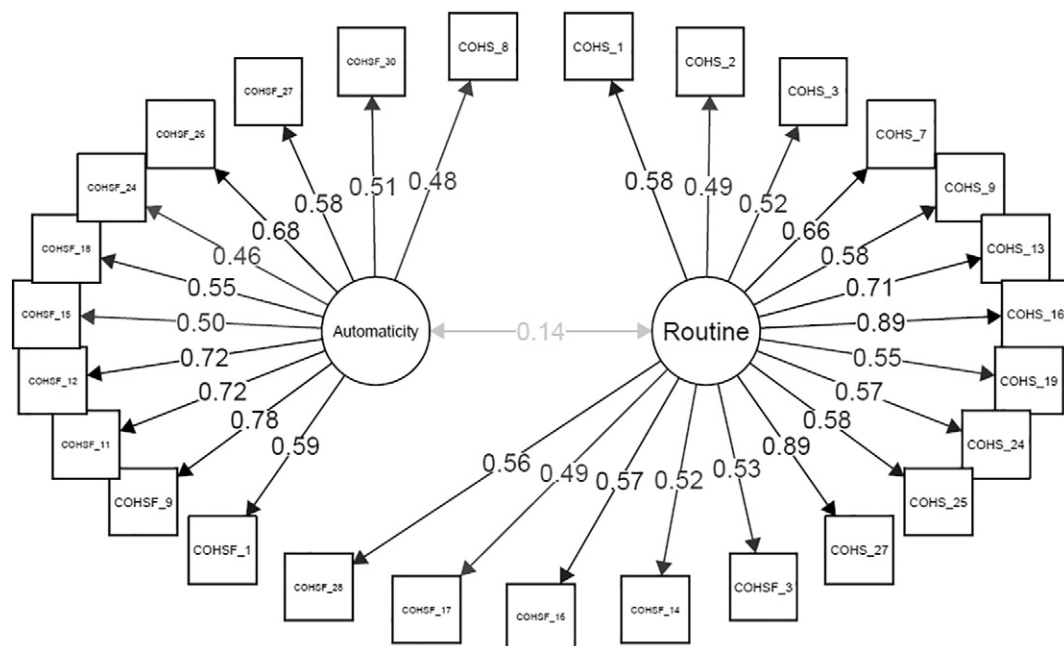 COHSF_30
COHS_8
COHS_1
COHS_2
COHS_3
COHSF_27
COHSF_26
COHS_7
COHSF_24
COHS_9
COHSF_18
COHS_13
COHSF_15
COHS_16
COHSF_12
COHS_19
COHSF_11
COHS_24
COHSF_9
COHS_25
COHSF_1
COHS_27
COHSF_28
COHSF_17
COHSF_16
COHSF_14
COHSF_3
Automaticity
Routine
0.14
0.48
0.51
0.58
0.68
0.46
0.55
0.50
0.72
0.72
0.78
0.59
0.58
0.49
0.52
0.66
0.58
0.71
0.89
0.55
0.57
0.58
0.89
0.53
0.52
0.57
0.49
0.56